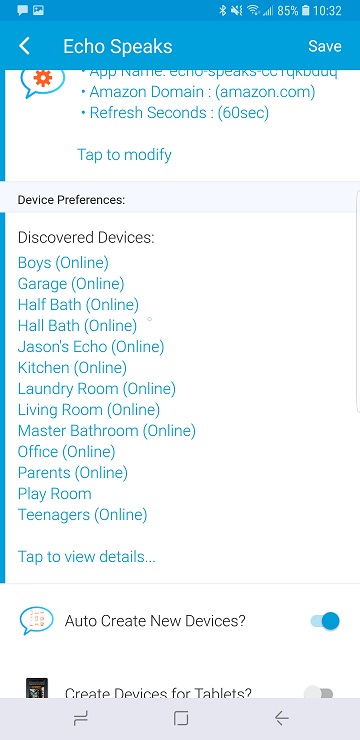 85% 10:32
Echo Speaks Save
• App Name: echo-speaks-cc1qkbduq
• Amazon Domain : (amazon.com)
• Refresh Seconds : (60sec)
Tap to modify
Device Preferences:
Discovered Devices:
Boys (Online)
Garage (Online)
Half Bath (Online)
Hall Bath (Online)
Jason's Echo (Online)
Kitchen (Online)
Laundry Room (Online)
Living Room (Online)
Master Bathroom (Online)
Office (Online)
Parents (Online)
Play Room
Teenagers (Online)
Tap to view details...
Auto Create New Devices?
Create Devices for Tablets?